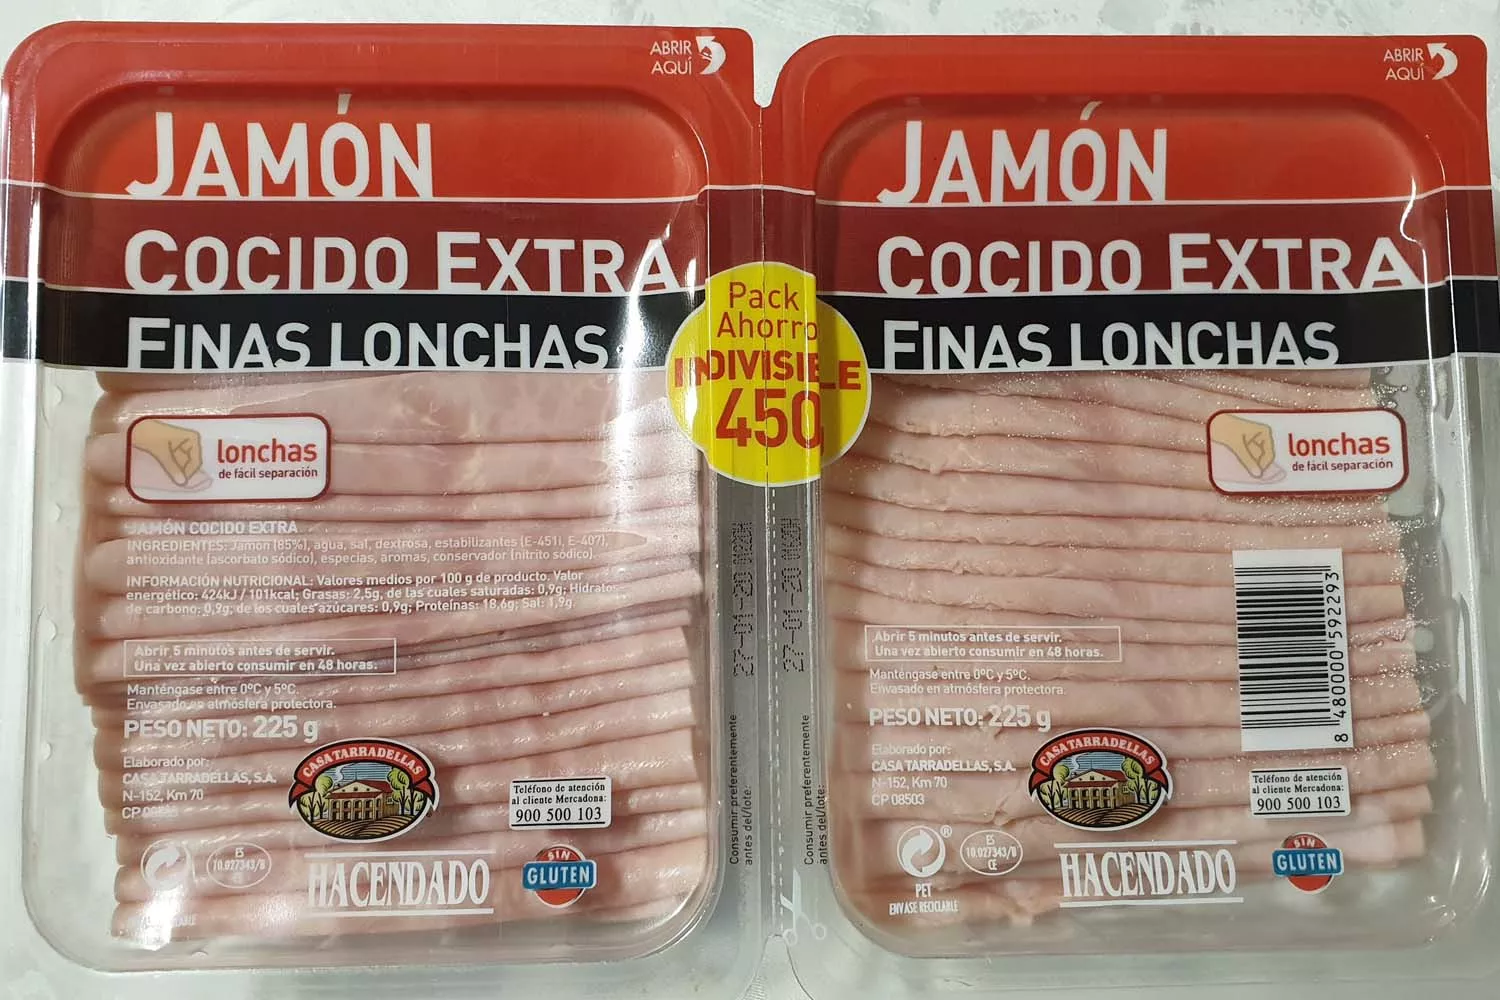 ABRIR
AQUÍ
JAMÓN
COCIDO EXTRA
FINAS LONCHAS
lonchas
de fácil separación
JAMÓN COCIDO EXTRA
INGREDIENTES: Jamón (85%), agua, sal, dextrosa, estabilizantes (E-451i, E-407),
antioxidante (ascorbato sódico), especias, aromas, conservador (nitrito sódico).
INFORMACIÓN NUTRICIONAL: Valores medios por 100 g de producto. Valor
energético: 424kJ / 101kcal; Grasas: 2,5g, de las cuales saturadas: 0,9g; Hidratos
de carbono: 0,9g; de los cuales azúcares: 0,9g; Proteínas: 18,6g; Sal: 1,9g.
Abrir 5 minutos antes de servir.
Una vez abierto consumir en 48 horas.
Manténgase entre 0ºC y 5ºC.
Envasado en atmósfera protectora.
PESO NETO: 225 g
Elaborado por:
CASA TARRADELLAS, S.A.
N-152, Km 70
CP
CASA TARRADELLAS
Teléfono de atención
al cliente Mercadona:
900 500 103
ES
10.027343/B
HACENDADO
SIN
GLUTEN
Pack
Ahorro
INDIVISIBLE
450
27-01-20
Consumir preferentemente
antes del/lote:
27-01-20
Consumir preferentemente
antes del/lote:
ABRIR
AQUÍ
JAMÓN
COCIDO EXTRA
FINAS LONCHAS
lonchas
de fácil separación
8 480000 592293
Abrir 5 minutos antes de servir.
Una vez abierto consumir en 48 horas.
Manténgase entre 0ºC y 5ºC.
Envasado en atmósfera protectora.
PESO NETO: 225 g
Elaborado por:
CASA TARRADELLAS, S.A.
N-152, Km 70
CP 08503
CASA TARRADELLAS
Teléfono de atención
al cliente Mercadona:
900 500 103
®
PET
ENVASE RECICLABLE
ES
10.027343/B
CE
HACENDADO
SIN
GLUTEN